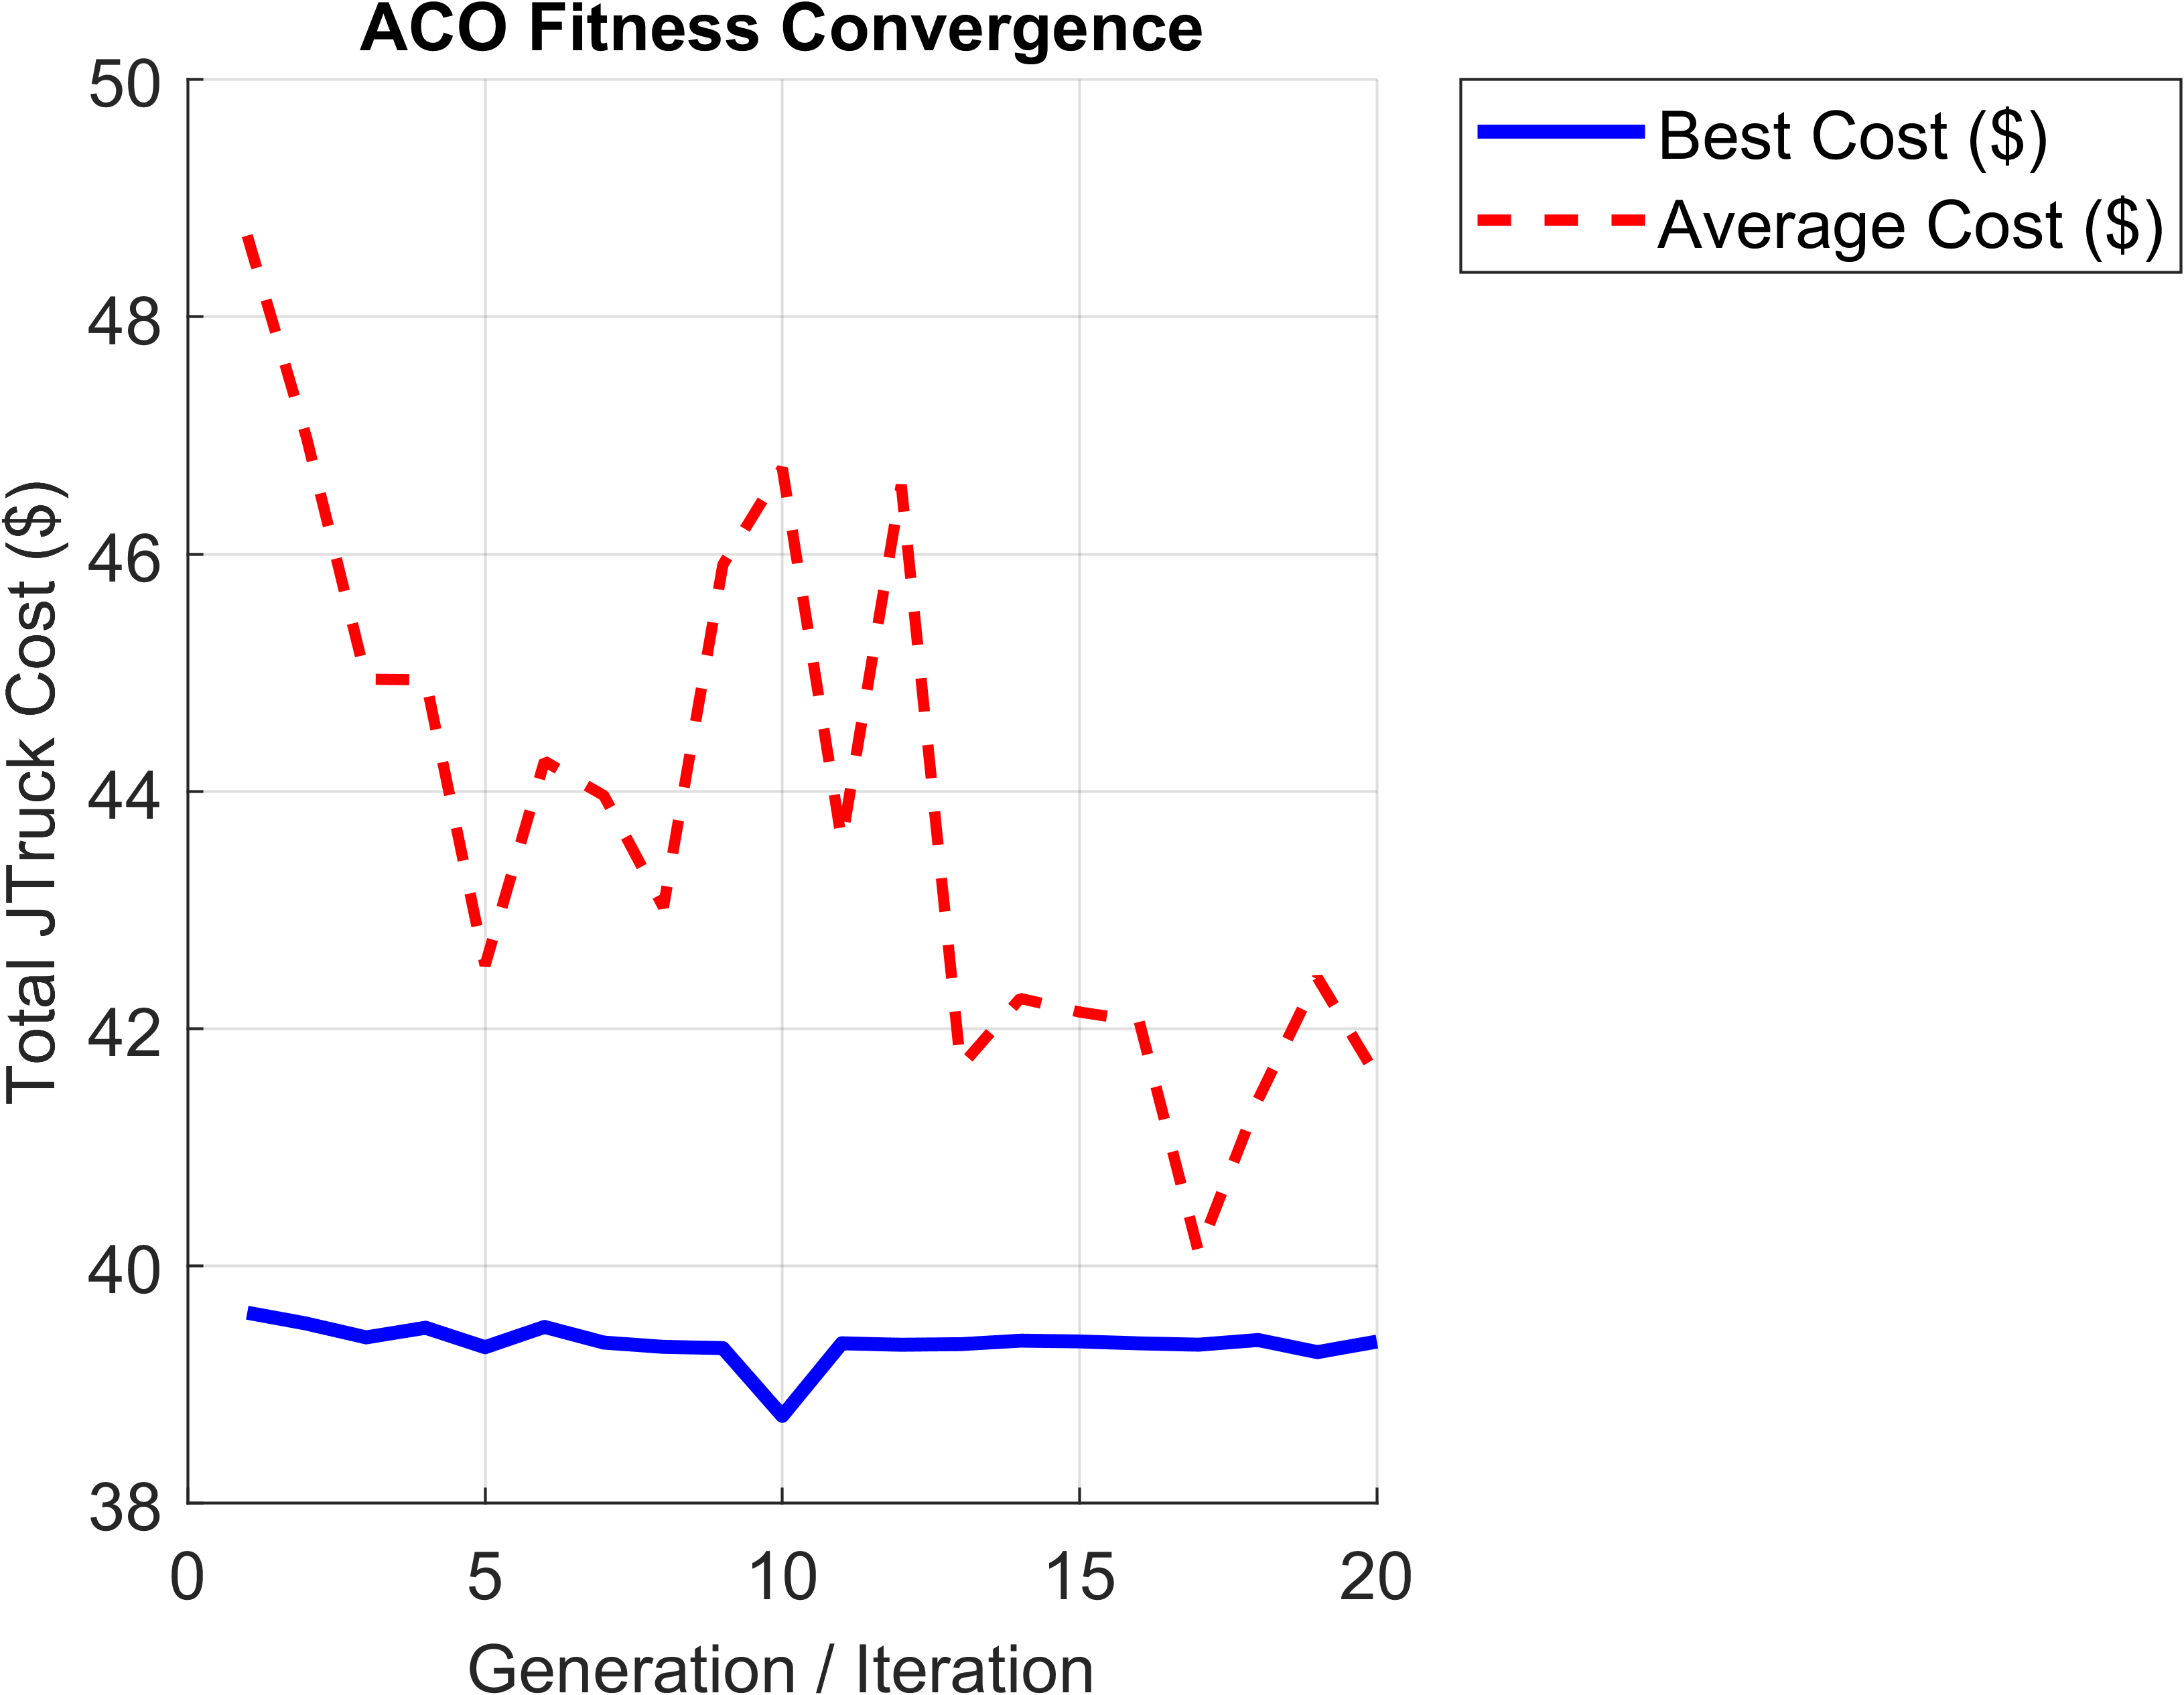 ACO Fitness Convergence
Best Cost ($)
Average Cost ($)
Total JTruck Cost ($)
50
48
46
44
42
40
38
0 5 10 15 20
Generation / Iteration